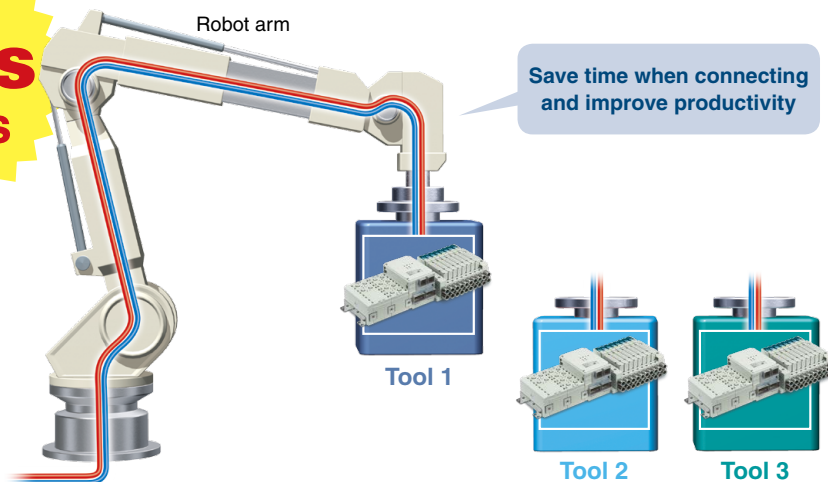 Robot arm
Save time when connecting
and improve productivity
Tool 1
Tool 2
Tool 3